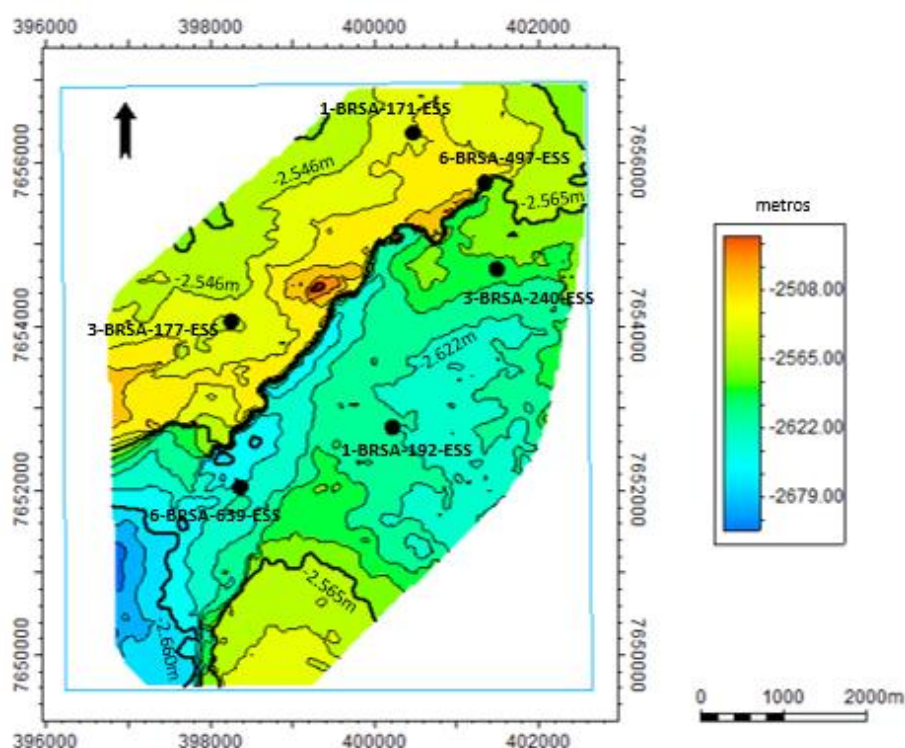 396000 398000 400000 402000
1-BRSA-171-ESS
7656000 7656000
6-BRSA-497-ESS
-2.546m
-2.565m
metros
-2.546m
-2508.00
3-BRSA-240-ESS
3-BRSA-177-ESS
7654000 7654000
-2565.00
-2.622m
-2622.00
1-BRSA-192-ESS
7652000 7652000
-2679.00
6-BRSA-639-ESS
-2.565m
-2.660m
7650000 7650000
0 1000 2000m
396000 398000 400000 402000